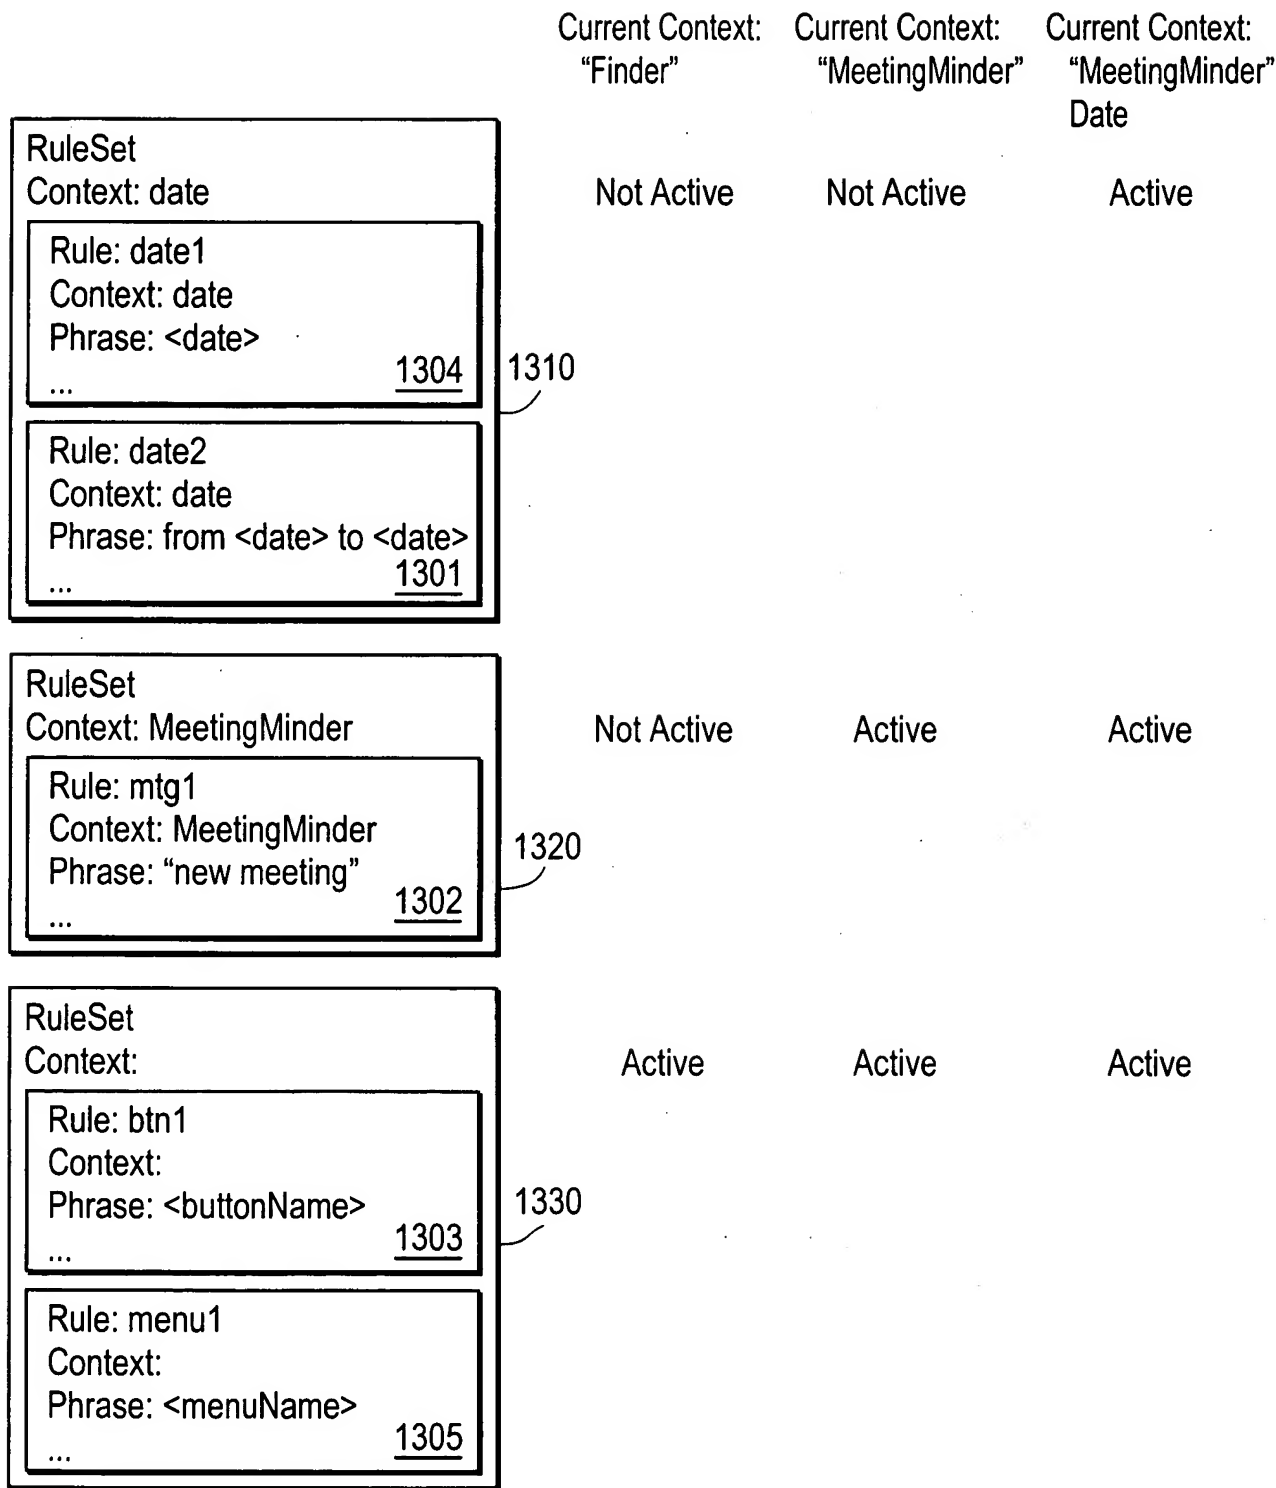 Current Context: Current Context: Current Context:
“Finder” “MeetingMinder” “MeetingMinder”
Date
RuleSet
Context: date Not Active Not Active Active
Rule: date1
Context: date
Phrase: <date>
... 1304 1310
Rule: date2
Context: date
Phrase: from <date> to <date>
... 1301
RuleSet
Context: MeetingMinder Not Active Active Active
Rule: mtg1
Context: MeetingMinder 1320
Phrase: “new meeting”
... 1302
RuleSet
Context: Active Active Active
Rule: btn1
Context:
Phrase: <buttonName> 1330
... 1303
Rule: menu1
Context:
Phrase: <menuName>
... 1305